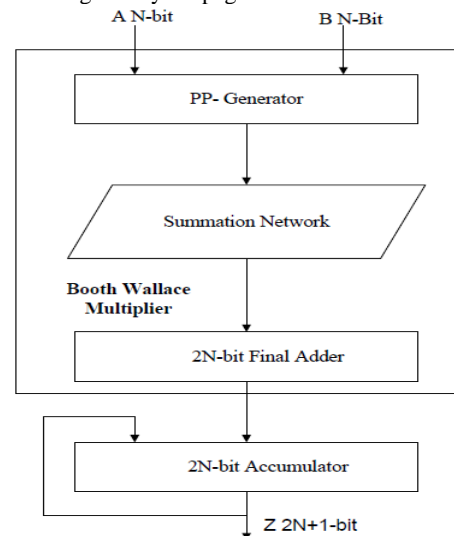 A N-bit
B N-Bit
PP- Generator
Summation Network
Booth Wallace
Multiplier
2N-bit Final Adder
2N-bit Accumulator
Z 2N+1-bit